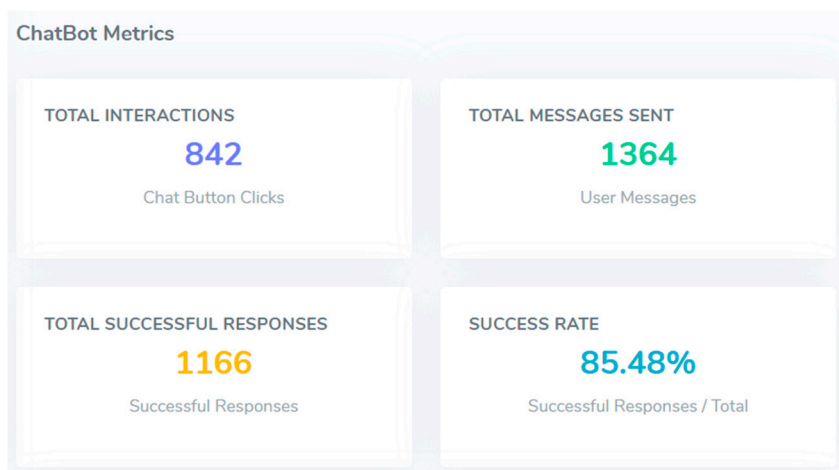 ChatBot Metrics
TOTAL INTERACTIONS
842
Chat Button Clicks
TOTAL MESSAGES SENT
1364
User Messages
TOTAL SUCCESSFUL RESPONSES
1166
Successful Responses
SUCCESS RATE
85.48%
Successful Responses / Total